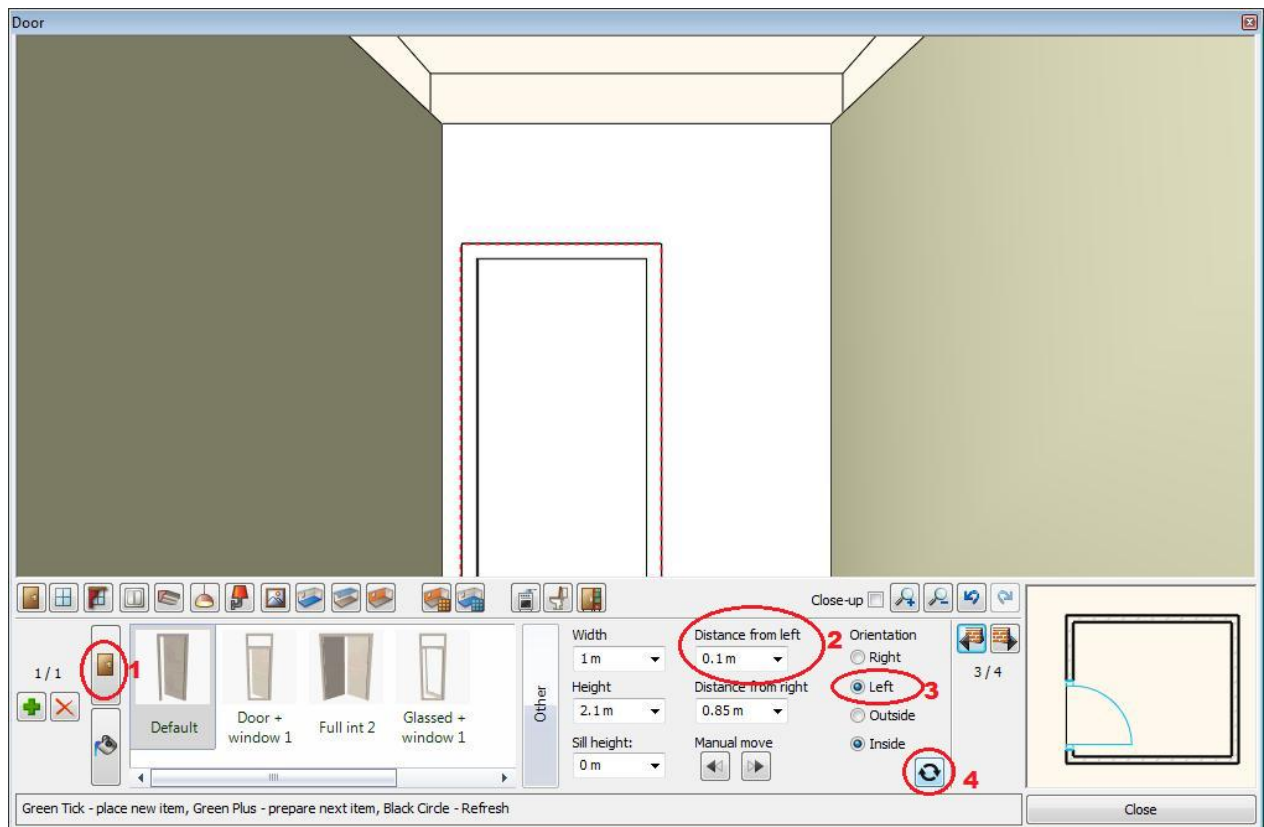 Door
Close-up
1/1
1
Default
Door +
window 1
Full int 2
Glassed +
window 1
Other
Width
1 m
Height
2.1 m
Sill height:
0 m
Distance from left
0.1 m
2
Distance from right
0.85 m
Manual move
Orientation
Right
Left
3
Outside
Inside
4
3 / 4
Green Tick - place new item, Green Plus - prepare next item, Black Circle - Refresh
Close